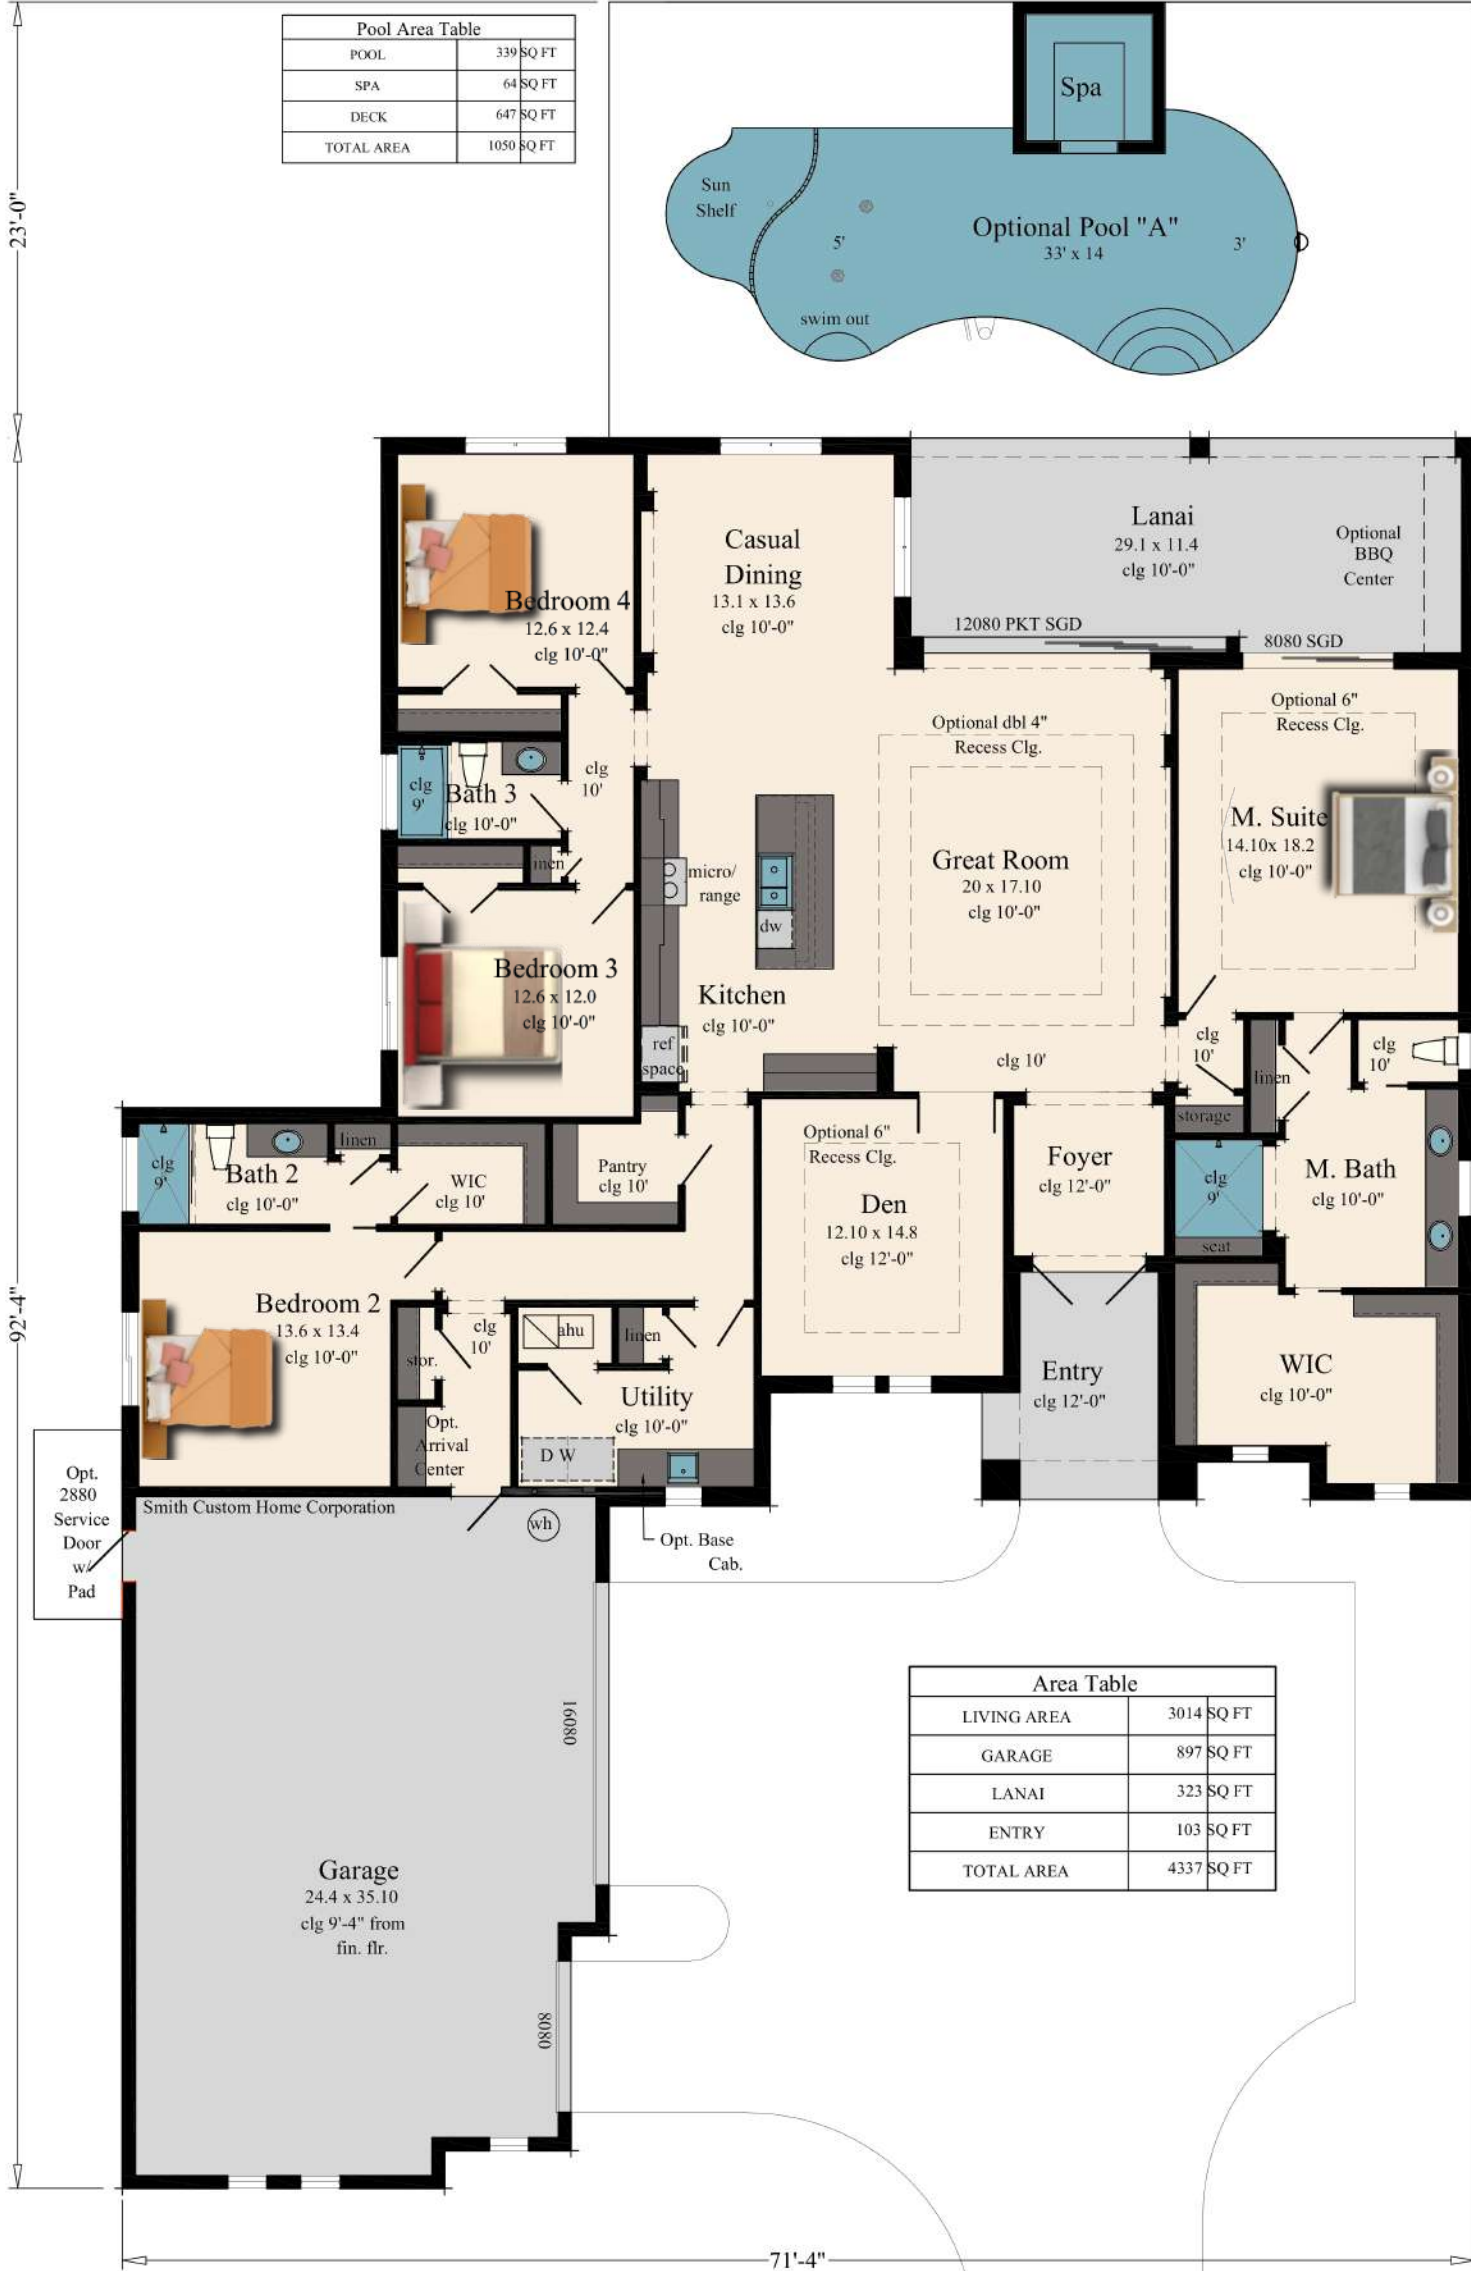 Pool Area Table
POOL 339 SQ FT
SPA 64 SQ FT
DECK 647 SQ FT
TOTAL AREA 1050 SQ FT
23'-0"
Spa
Sun
Shelf
5'
Optional Pool "A"
33' x 14
3'
swim out
Bedroom 4
12.6 x 12.4
clg 10'-0"
Casual
Dining
13.1 x 13.6
clg 10'-0"
Lanai
29.1 x 11.4
clg 10'-0"
Optional
BBQ
Center
12080 PKT SGD
8080 SGD
clg
9'
Bath 3
clg 10'-0"
clg
10'
linen
micro/
range
dw
Optional dbl 4"
Recess Clg.
Great Room
20 x 17.10
clg 10'-0"
Optional 6"
Recess Clg.
M. Suite
14.10x 18.2
clg 10'-0"
Bedroom 3
12.6 x 12.0
clg 10'-0"
Kitchen
clg 10'-0"
ref
space
clg 10'
clg
10'
linen
clg
10'
storage
clg
9'
Bath 2
clg 10'-0"
linen
WIC
clg 10'
Pantry
clg 10'
Optional 6"
Recess Clg.
Den
12.10 x 14.8
clg 12'-0"
Foyer
clg 12'-0"
clg
9'
seat
M. Bath
clg 10'-0"
92'-4"
Bedroom 2
13.6 x 13.4
clg 10'-0"
stor.
clg
10'
ahu
linen
Utility
clg 10'-0"
D W
Opt.
Arrival
Center
Entry
clg 12'-0"
WIC
clg 10'-0"
Opt.
2880
Service
Door
w/
Pad
Smith Custom Home Corporation
wh
Opt. Base
Cab.
16080
Garage
24.4 x 35.10
clg 9'-4" from
fin. flr.
8080
Area Table
LIVING AREA 3014 SQ FT
GARAGE 897 SQ FT
LANAI 323 SQ FT
ENTRY 103 SQ FT
TOTAL AREA 4337 SQ FT
71'-4"